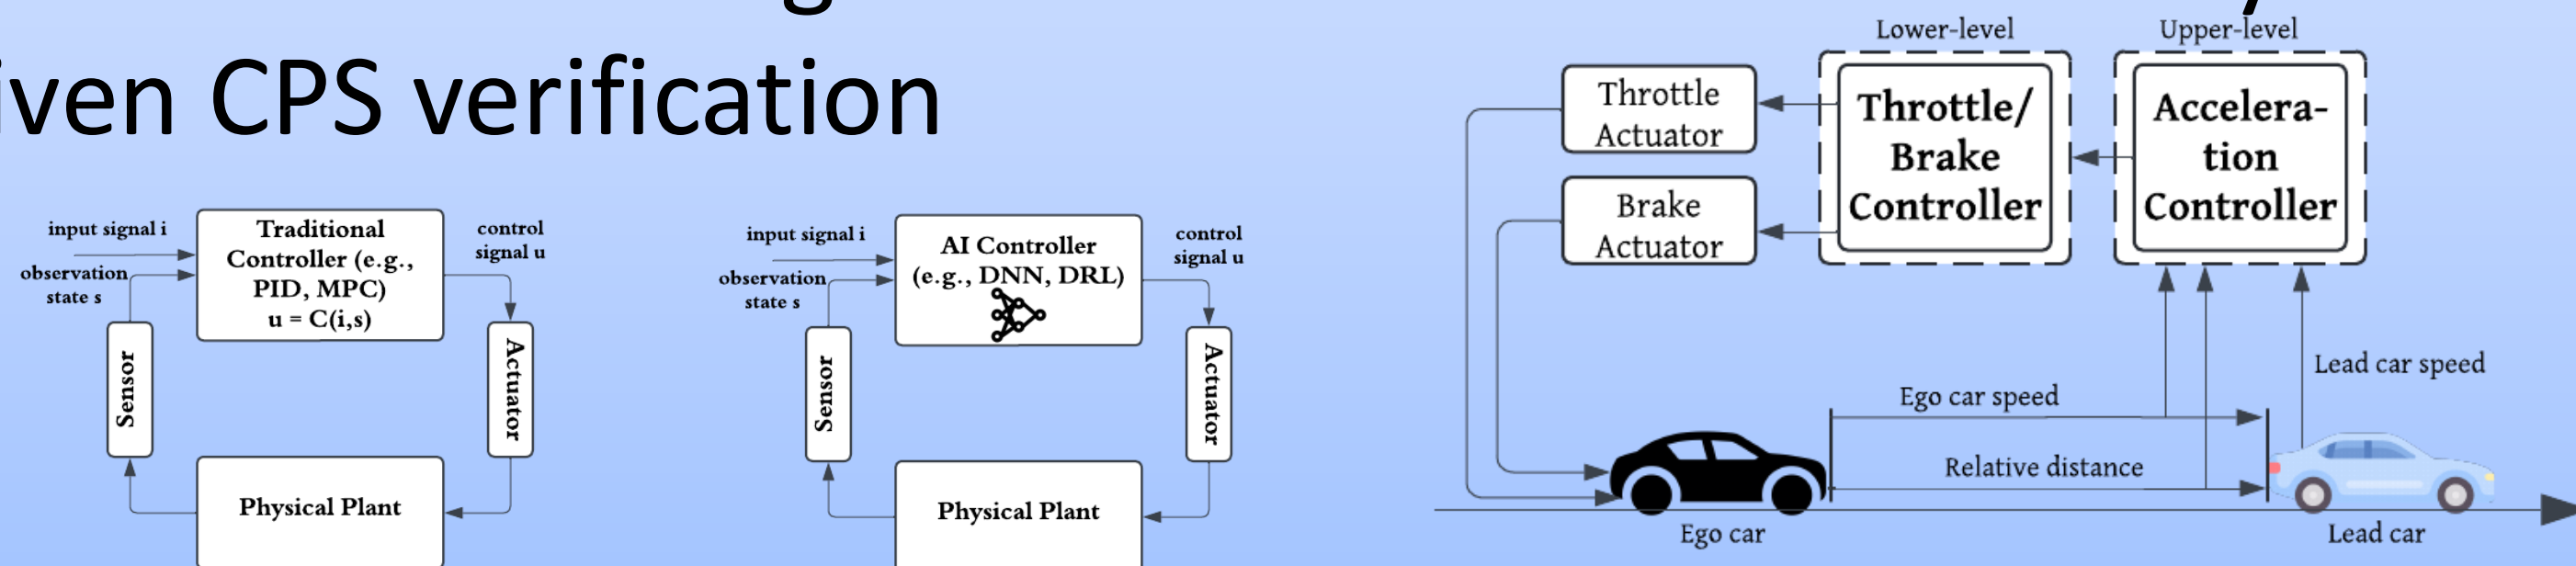 CPS verification
input signal i
observation
state s
Traditional
Controller (e.g.,
PID, MPC)
u = C(i,s)
control
signal u
Sensor
Actuator
Physical Plant
input signal i
observation
state s
AI Controller
(e.g., DNN, DRL)
control
signal u
Sensor
Actuator
Physical Plant
Lower-level
Upper-level
Throttle
Actuator
Brake
Actuator
Throttle/
Brake
Controller
Accelera-
tion
Controller
Lead car speed
Ego car speed
Relative distance
Ego car
Lead car